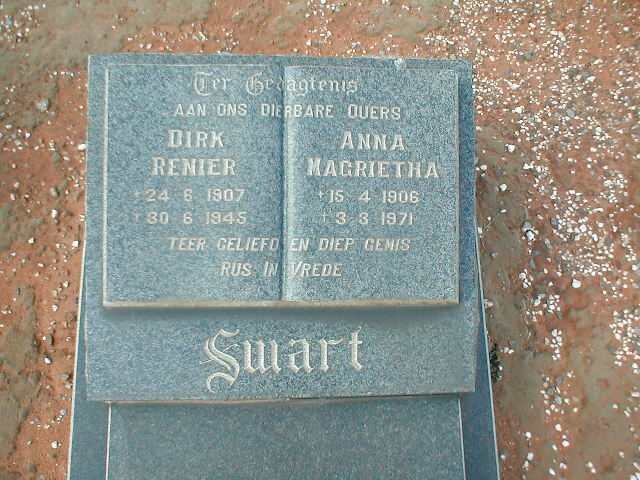 Ter Gedagtenis
AAN ONS DIERBARE OUERS
DIRK
RENIER
24·6·1907
30·6·1945
ANNA
MAGRIETHA
15·4·1906
3·3·1971
TEER GELIEFD EN DIEP GEMIS
RUS IN VREDE
Swart